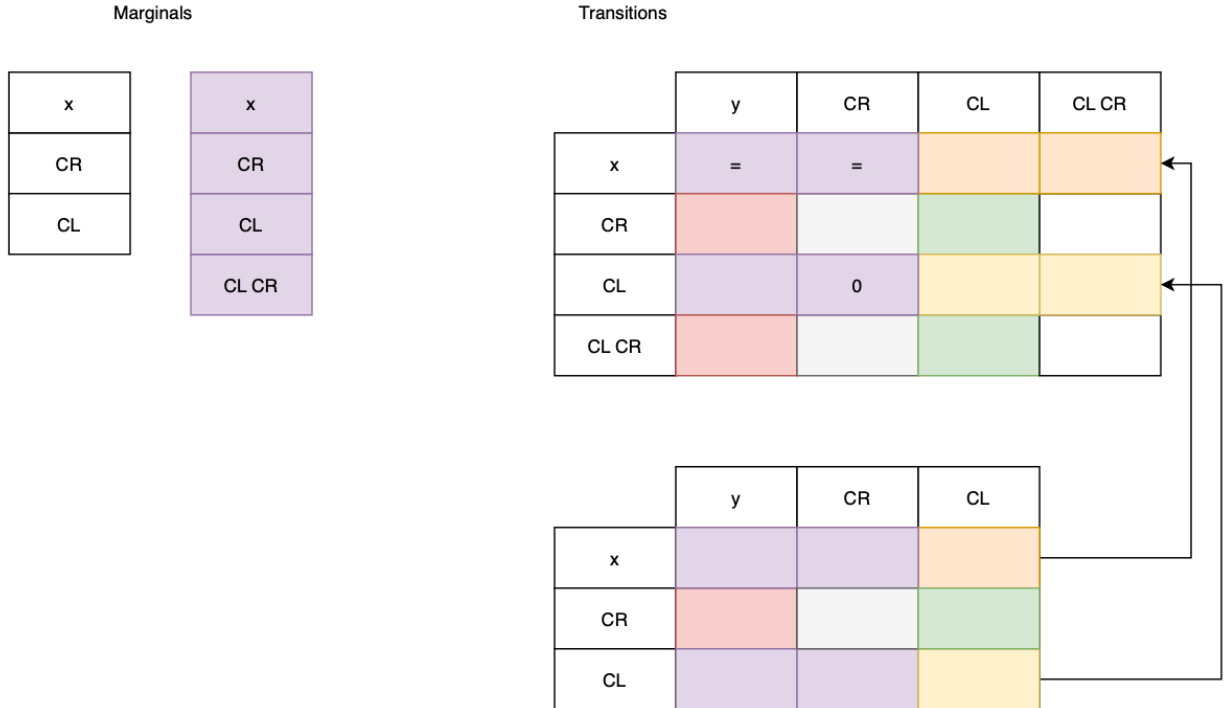 Marginals
Transitions
x
CR
CL
x
CR
CL
CL CR
y CR CL CL CR
x = =
CR
CL 0
CL CR
y CR CL
x
CR
CL